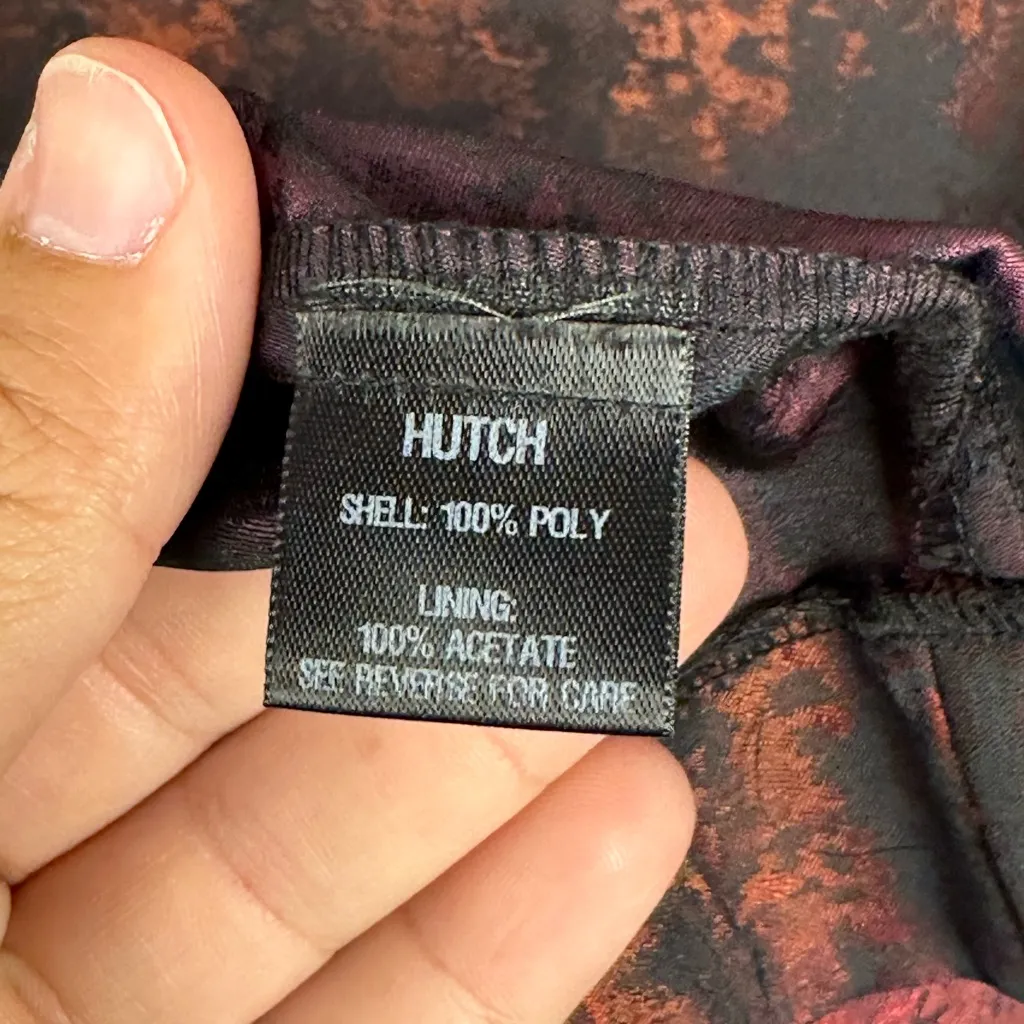 HUTCH
SHELL: 100% POLY
LINING:
100% ACETATE
SEE REVERSE FOR CARE